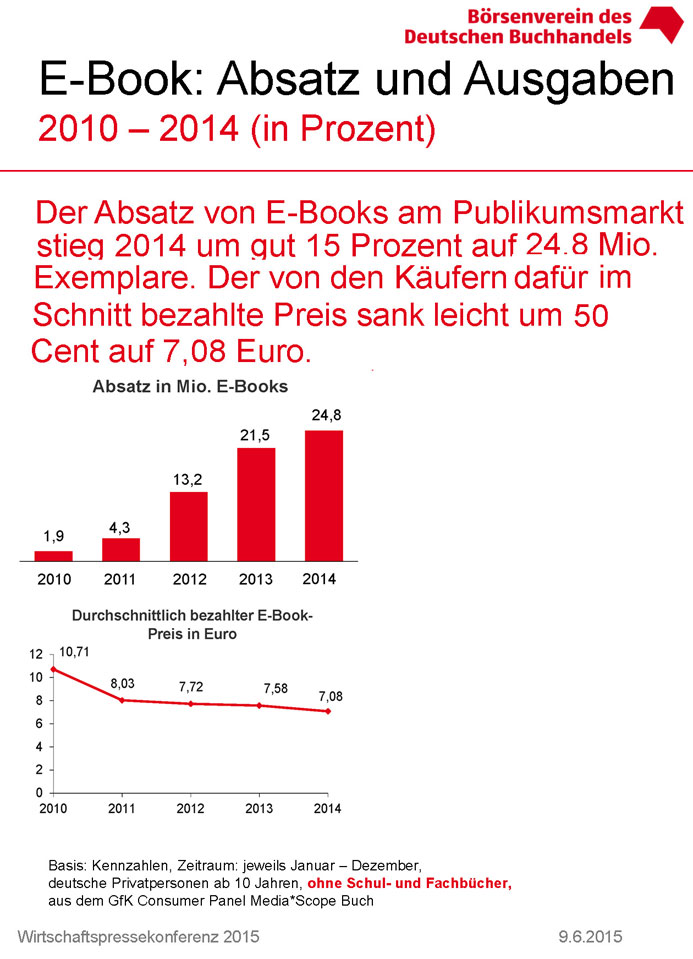 Börsenverein des
Deutschen Buchhandels
E-Book: Absatz und Ausgaben
2010 – 2014 (in Prozent)
Der Absatz von E-Books am Publikumsmarkt
stieg 2014 um gut 15 Prozent auf 24,8 Mio.
Exemplare. Der von den Käufern dafür im
Schnitt bezahlte Preis sank leicht um 50
Cent auf 7,08 Euro.
Absatz in Mio. E-Books
1,9 4,3 13,2 21,5 24,8
2010 2011 2012 2013 2014
Durchschnittlich bezahlter E-Book-
Preis in Euro
12
10
8
6
4
2
0
10,71 8,03 7,72 7,58 7,08
2010 2011 2012 2013 2014
Basis: Kennzahlen, Zeitraum: jeweils Januar – Dezember,
deutsche Privatpersonen ab 10 Jahren, ohne Schul- und Fachbücher,
aus dem GfK Consumer Panel Media*Scope Buch
Wirtschaftspressekonferenz 2015 9.6.2015